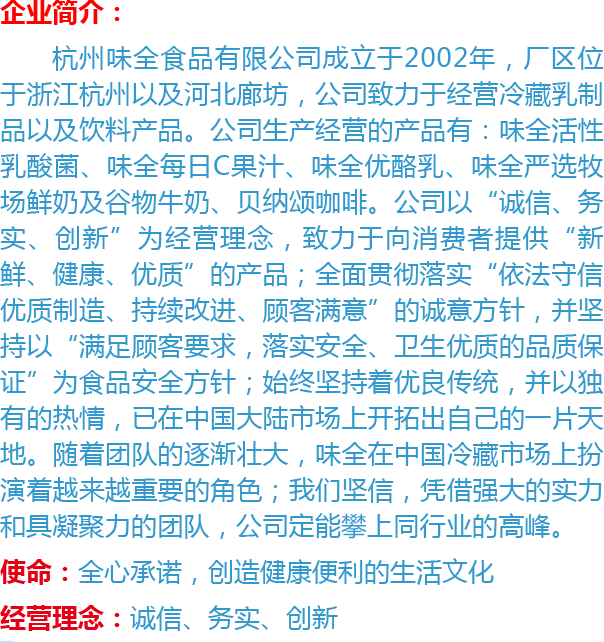 企业简介：
杭州味全食品有限公司成立于2002年，厂区位
于浙江杭州以及河北廊坊，公司致力于经营冷藏乳制
品以及饮料产品。公司生产经营的产品有：味全活性
乳酸菌、味全每日C果汁、味全优酪乳、味全严选牧
场鲜奶及谷物牛奶、贝纳颂咖啡。公司以“诚信、务
实、创新”为经营理念，致力于向消费者提供“新
鲜、健康、优质”的产品；全面贯彻落实“依法守信
优质制造、持续改进、顾客满意”的诚意方针，并坚
持以“满足顾客要求，落实安全、卫生优质的品质保
证”为食品安全方针；始终坚持着优良传统，并以独
有的热情，已在中国大陆市场上开拓出自己的一片天
地。随着团队的逐渐壮大，味全在中国冷藏市场上扮
演着越来越重要的角色；我们坚信，凭借强大的实力
和具凝聚力的团队，公司定能攀上同行业的高峰。
使命：全心承诺，创造健康便利的生活文化
经营理念：诚信、务实、创新